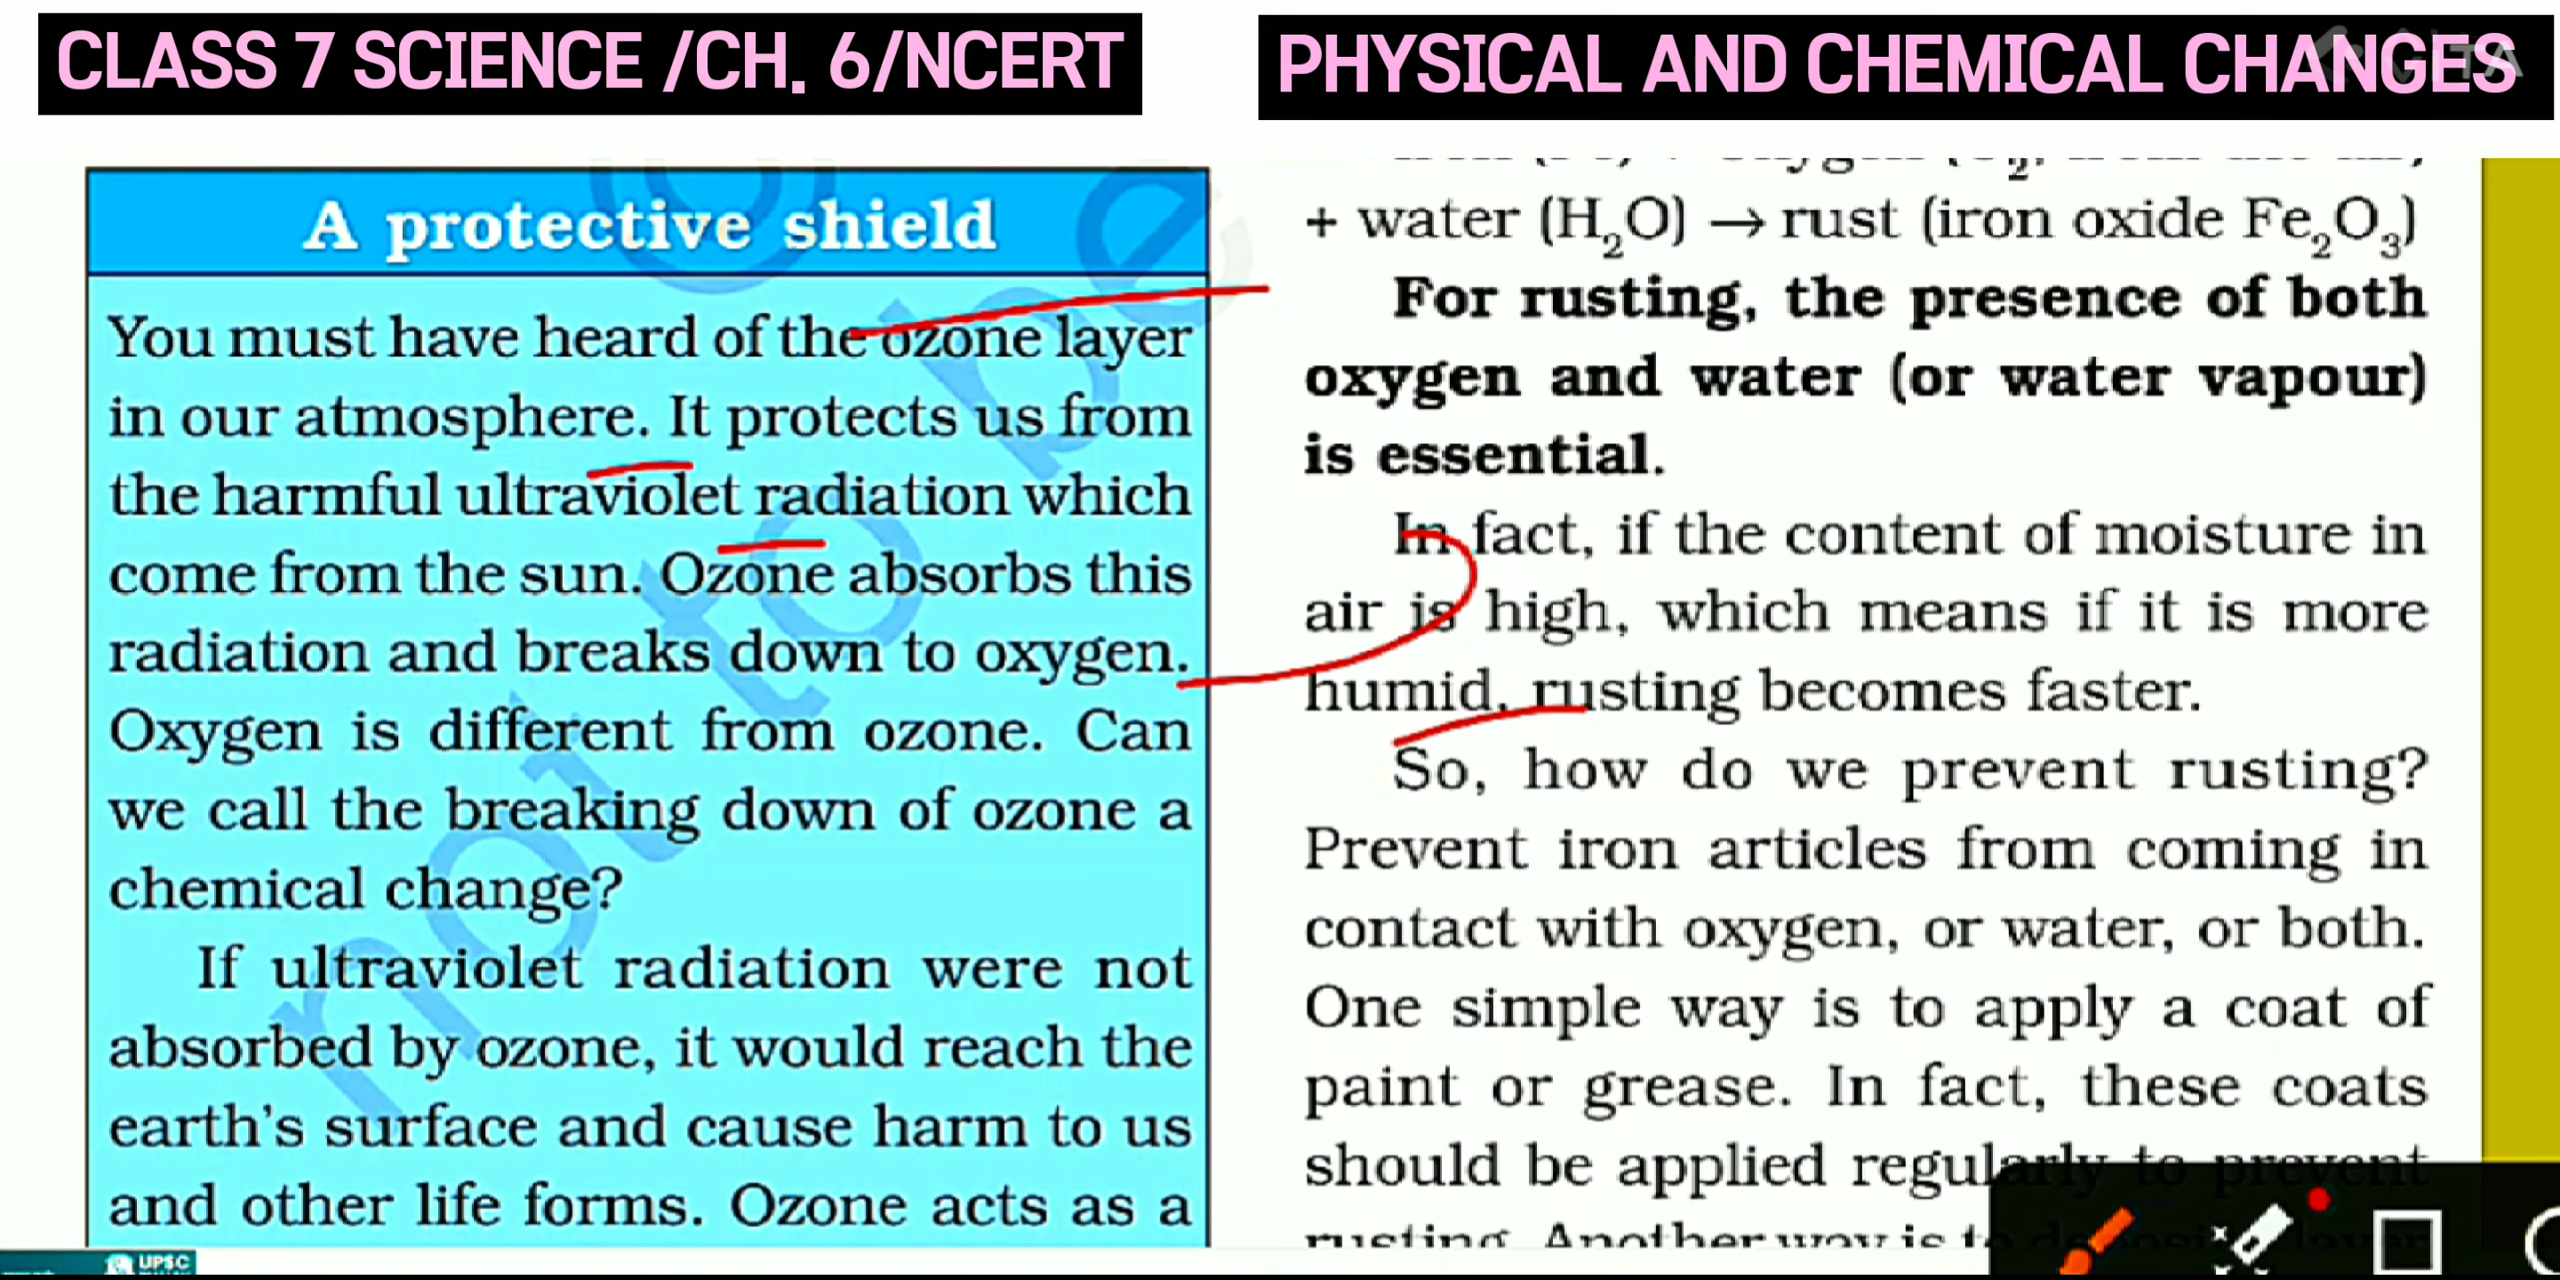 CLASS 7 SCIENCE /CH. 6/NCERT
PHYSICAL AND CHEMICAL CHANGES
A protective shield
You must have heard of the ozone layer
in our atmosphere. It protects us from
the harmful ultraviolet radiation which
come from the sun. Ozone absorbs this
radiation and breaks down to oxygen.
Oxygen is different from ozone. Can
we call the breaking down of ozone a
chemical change?
If ultraviolet radiation were not
absorbed by ozone, it would reach the
earth's surface and cause harm to us
and other life forms. Ozone acts as a
+ water (H₂O) → rust (iron oxide Fe₂O₃)
For rusting, the presence of both
oxygen and water (or water vapour)
is essential.
In fact, if the content of moisture in
air is high, which means if it is more
humid, rusting becomes faster.
So, how do we prevent rusting?
Prevent iron articles from coming in
contact with oxygen, or water, or both.
One simple way is to apply a coat of
paint or grease. In fact, these coats
should be applied regularly to prevent
rusting. Another way is to
UPSC
not to be
©